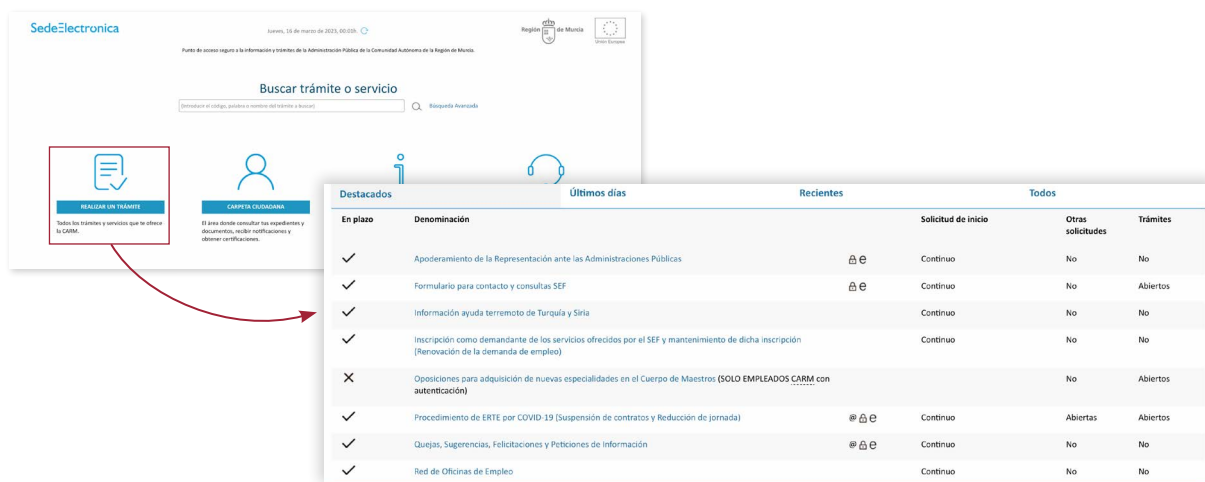 SedeΞlectronica
Jueves, 16 de marzo de 2023, 00:03h.
Región de Murcia
Unión Europea
Punto de acceso seguro a la información y trámites de la Administración Pública de la Comunidad Autónoma de la Región de Murcia.
Buscar trámite o servicio
(Introducir el código, palabra o nombre del trámite a buscar)
Búsqueda Avanzada
REALIZAR UN TRÁMITE
Todos los trámites y servicios que te ofrece
la CARM.
CARPETA CIUDADANA
El área donde consultar tus expedientes y
documentos, recibir notificaciones y
obtener certificaciones.
Destacados Últimos días Recientes Todos
En plazo Denominación Solicitud de inicio Otras solicitudes Trámites
Apoderamiento de la Representación ante las Administraciones Públicas e Continuo No No
Formulario para contacto y consultas SEF e Continuo No Abiertos
Información ayuda terremoto de Turquía y Siria Continuo No No
Inscripción como demandante de los servicios ofrecidos por el SEF y mantenimiento de dicha inscripción Continuo No No
(Renovación de la demanda de empleo)
Oposiciones para adquisición de nuevas especialidades en el Cuerpo de Maestros (SOLO EMPLEADOS CARM con No Abiertos
autenticación)
Procedimiento de ERTE por COVID-19 (Suspensión de contratos y Reducción de jornada) @ e Continuo Abiertas Abiertos
Quejas, Sugerencias, Felicitaciones y Peticiones de Información @ e Continuo No No
Red de Oficinas de Empleo Continuo No No